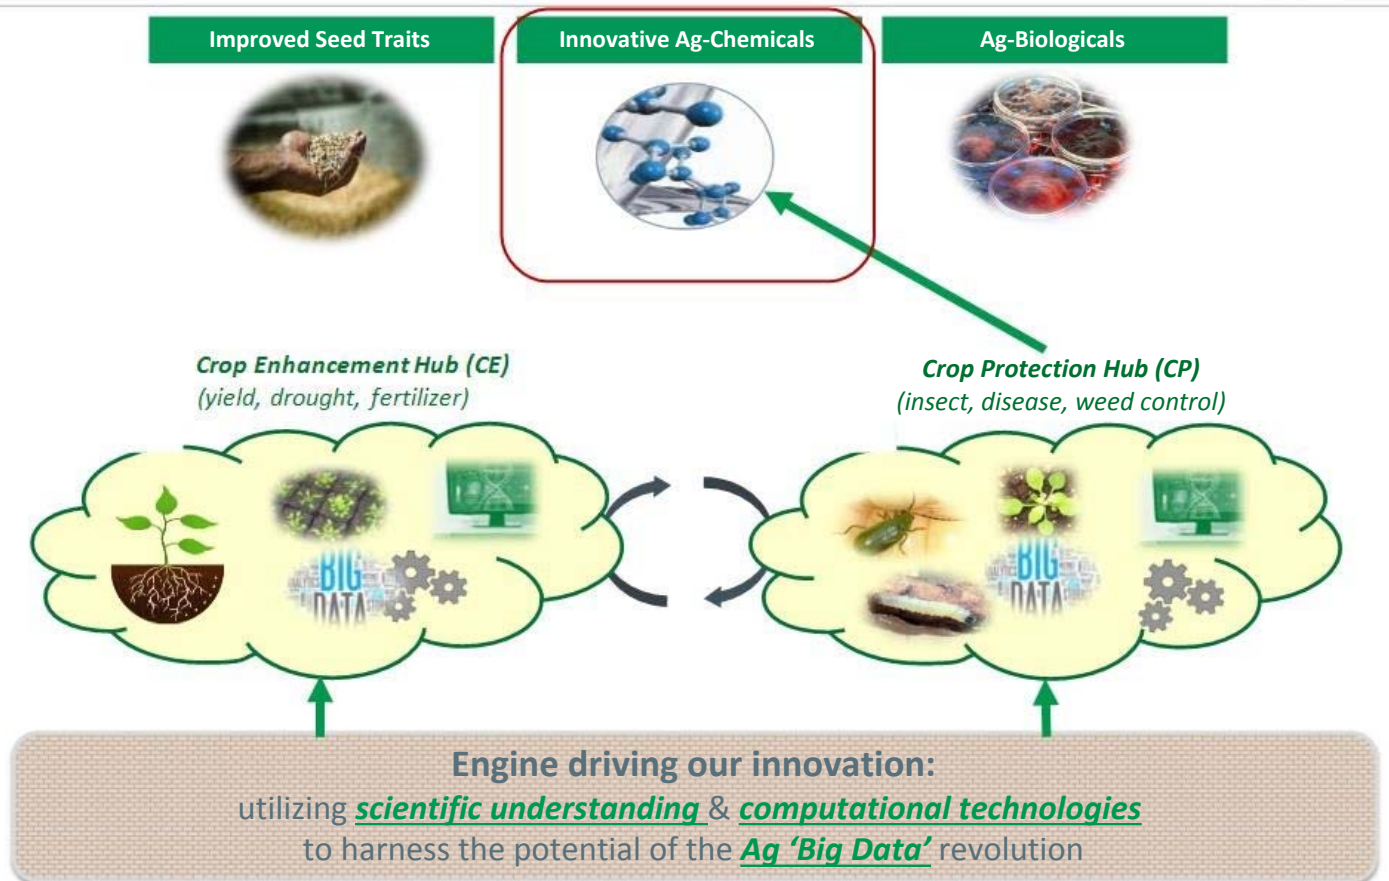 Improved Seed Traits
Innovative Ag-Chemicals
Ag-Biologicals
Crop Enhancement Hub (CE)
(yield, drought, fertilizer)
Crop Protection Hub (CP)
(insect, disease, weed control)
BIG
DATA
BIG
DATA
Engine driving our innovation:
utilizing scientific understanding & computational technologies
to harness the potential of the Ag ‘Big Data’ revolution